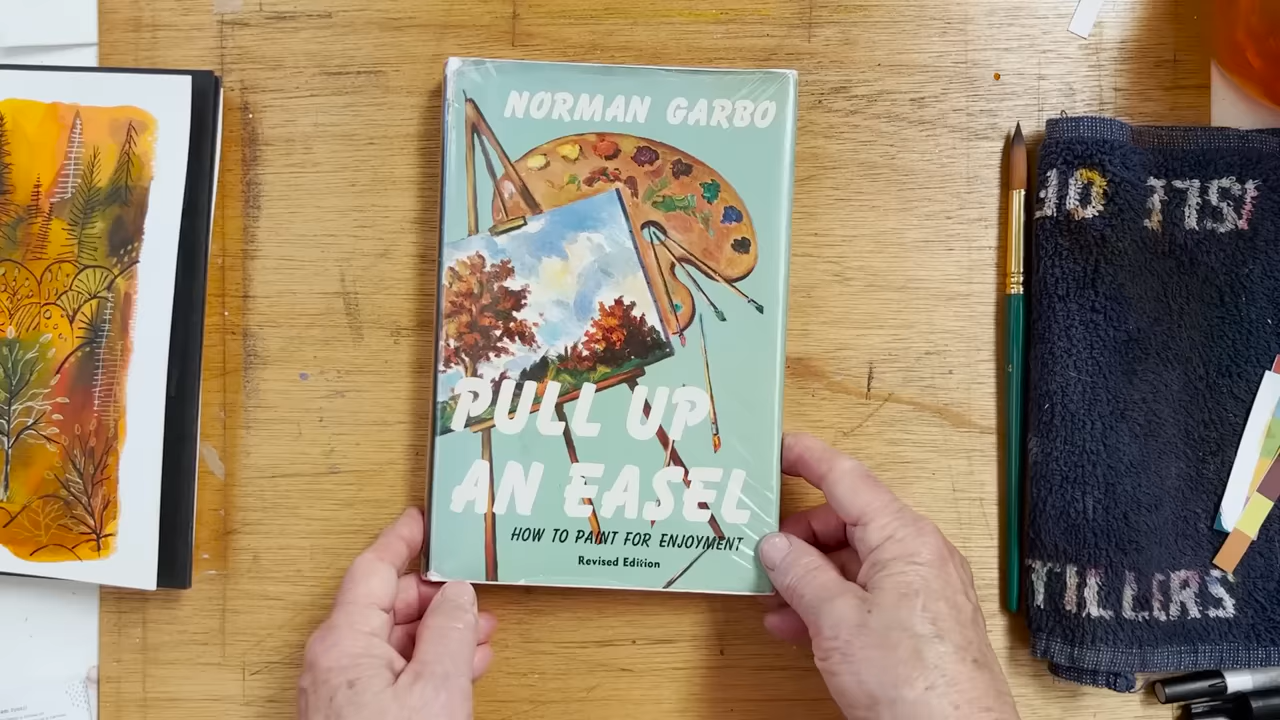 NORMAN GARBO
PULL UP
AN EASEL
HOW TO PAINT FOR ENJOYMENT
Revised Edition
TILLERS